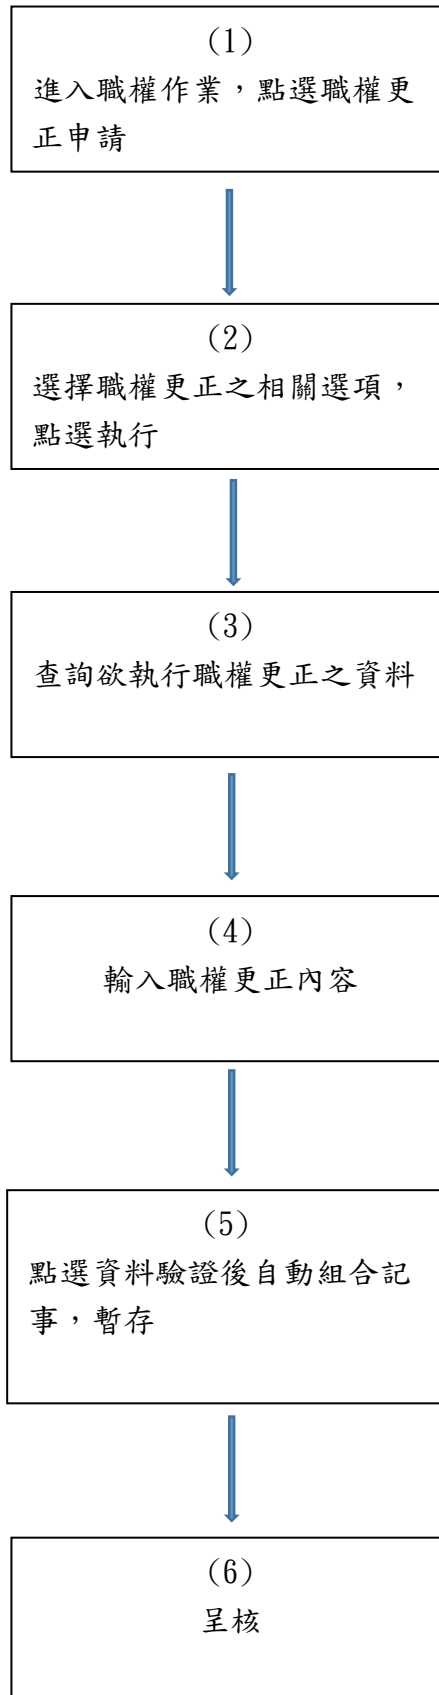 (1)
進入職權作業，點選職權更
正申請
(2)
選擇職權更正之相關選項，
點選執行
(3)
查詢欲執行職權更正之資料
(4)
輸入職權更正內容
(5)
點選資料驗證後自動組合記
事，暫存
(6)
呈核